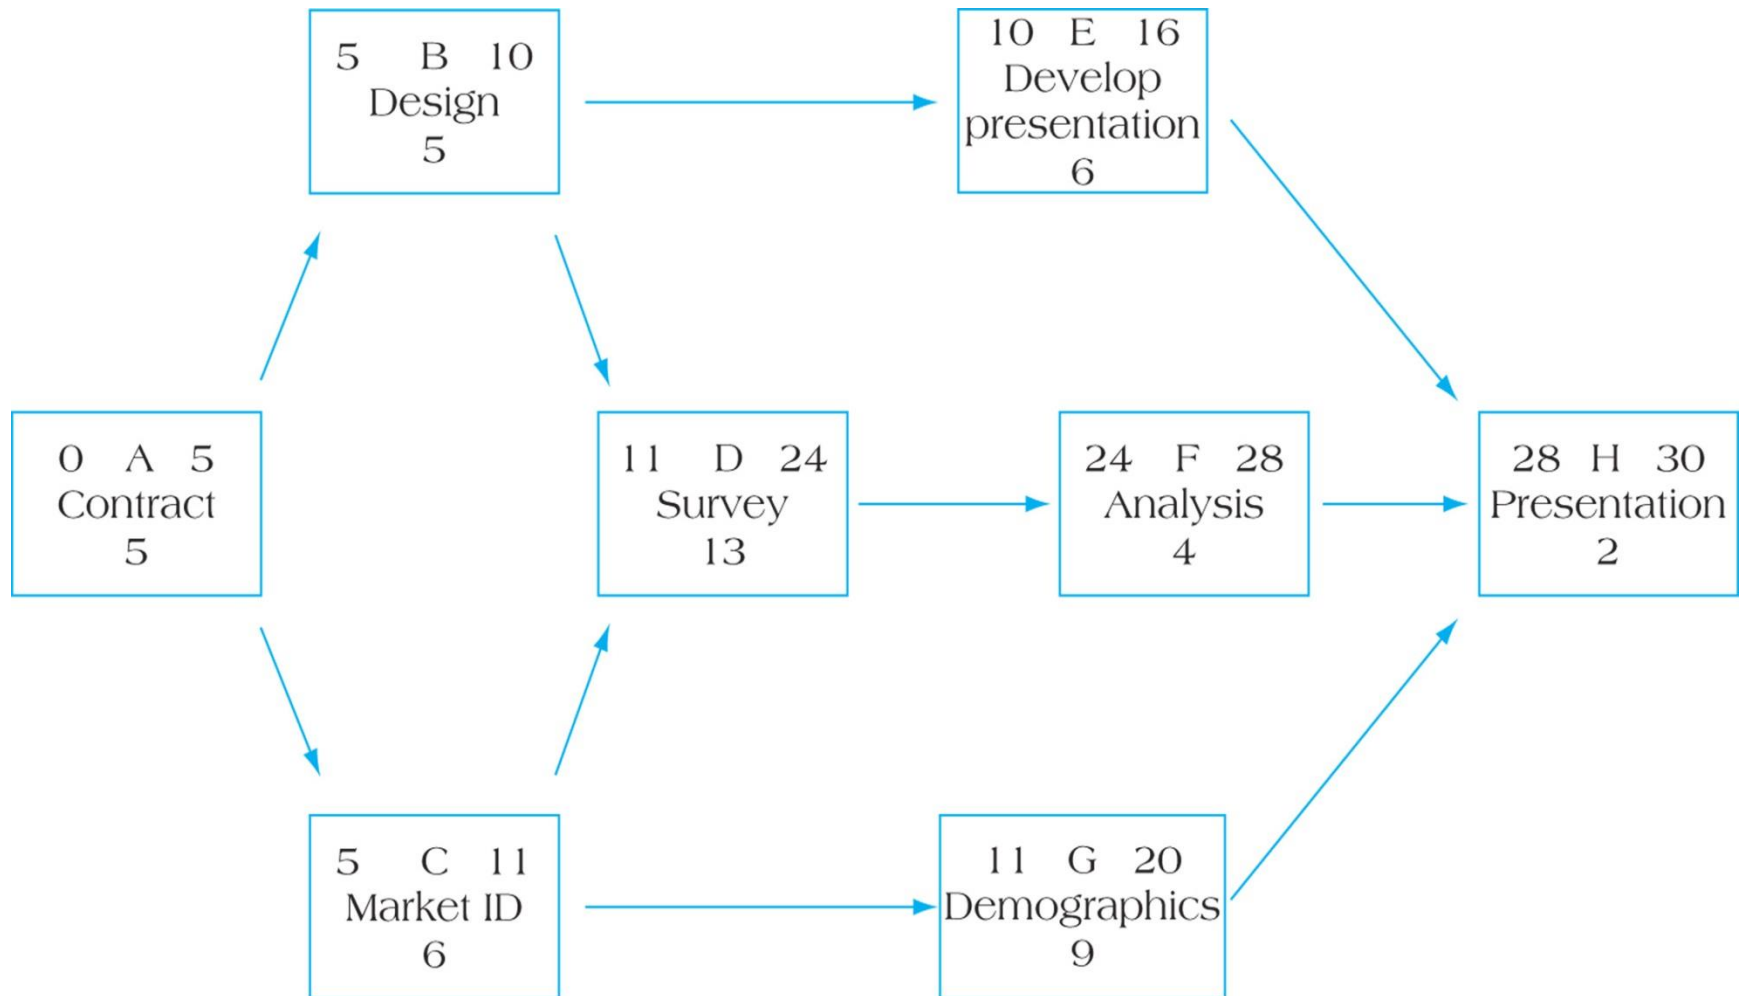 5 B 10
Design
5
10 E 16
Develop
presentation
6
0 A 5
Contract
5
11 D 24
Survey
13
24 F 28
Analysis
4
28 H 30
Presentation
2
5 C 11
Market ID
6
11 G 20
Demographics
9